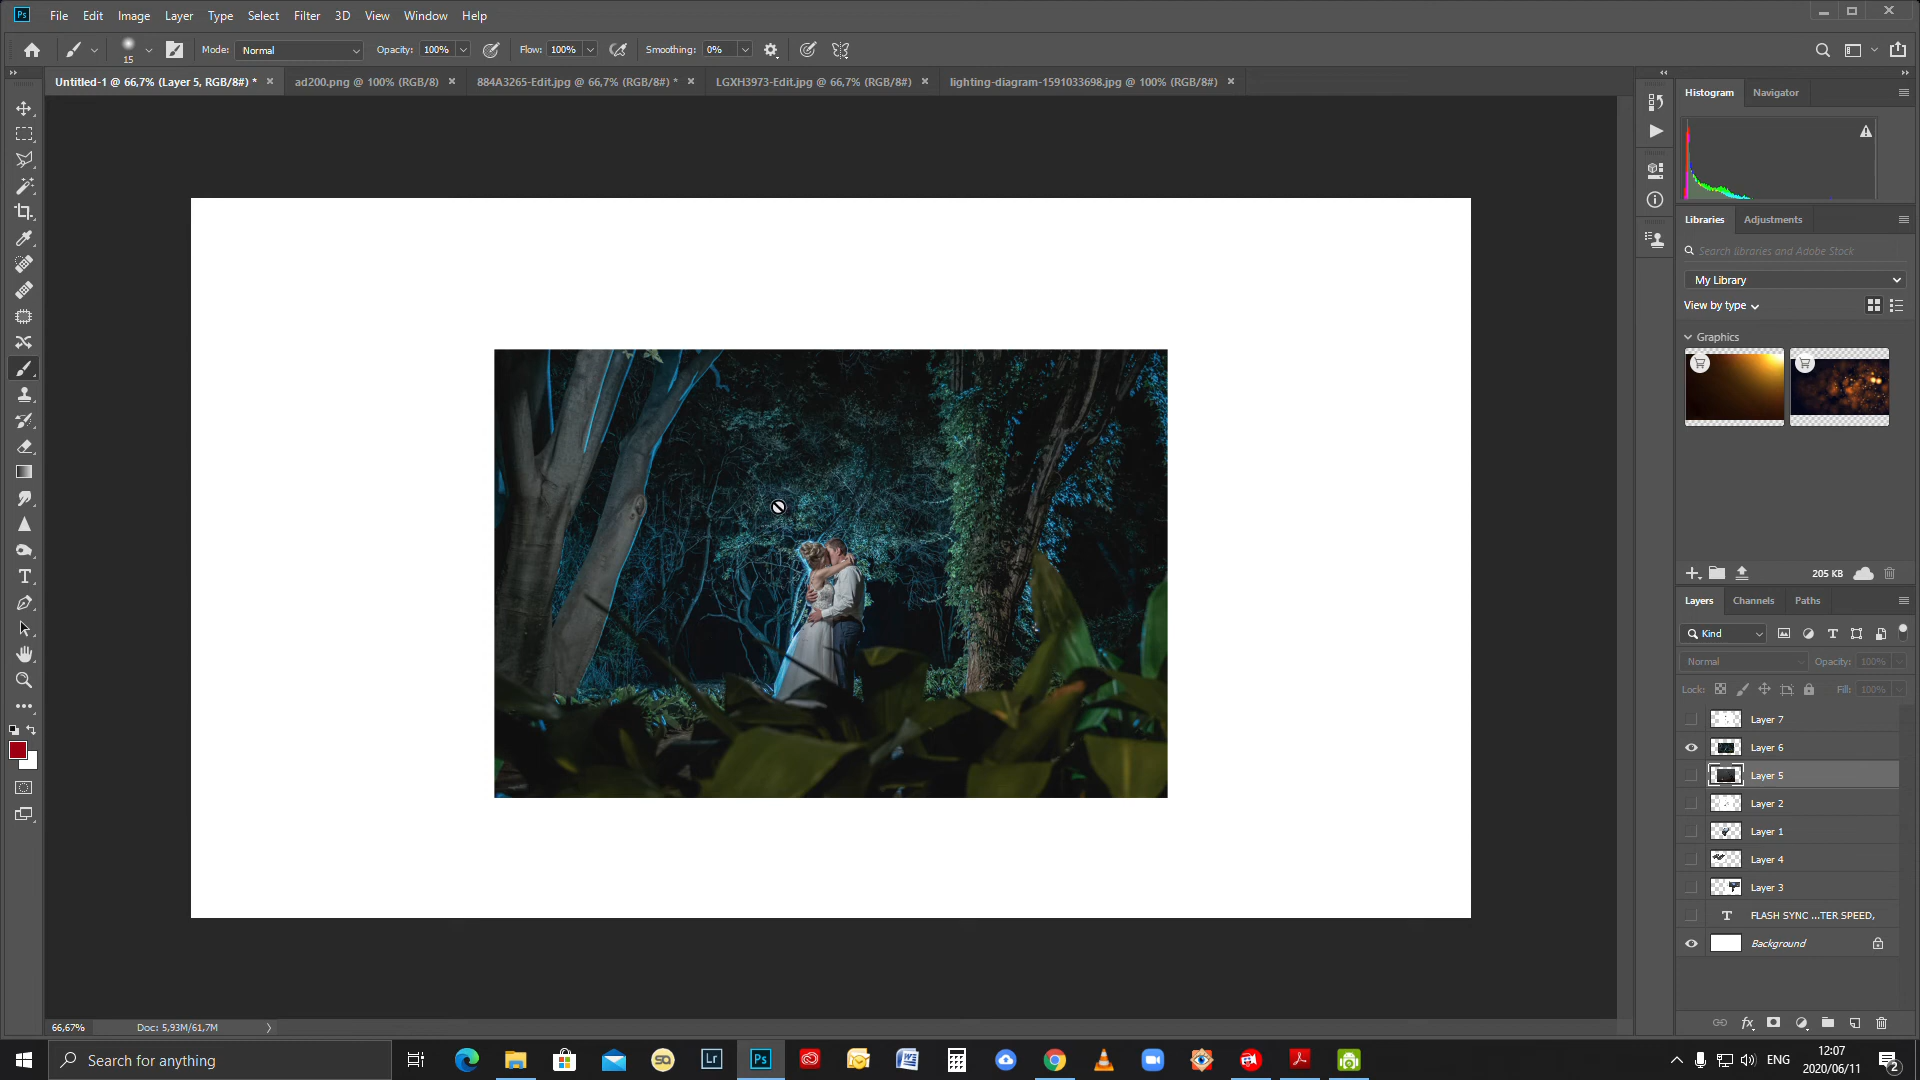 Ps File Edit Image Layer Type Select Filter 3D View Window Help
15 Mode: Normal Opacity: 100% Flow: 100% Smoothing: 0%
Untitled-1 @ 66,7% (Layer 5, RGB/8#) * ad200.png @ 100% (RGB/8) 884A3265-Edit.jpg @ 66,7% (RGB/8#) * LGXH3973-Edit.jpg @ 66,7% (RGB/8#) lighting-diagram-1591033698.jpg @ 100% (RGB/8#)
Histogram Navigator
Libraries Adjustments
Search libraries and Adobe Stock
My Library
View by type
Graphics
205 KB
Layers Channels Paths
Kind
Normal Opacity: 100%
Lock: Fill: 100%
Layer 7
Layer 6
Layer 5
Layer 2
Layer 1
Layer 4
Layer 3
FLASH SYNC ...TER SPEED,
Background
66,67% Doc: 5,93M/61,7M
Search for anything
Lr Ps
ENG
12:07
2020/06/11
2